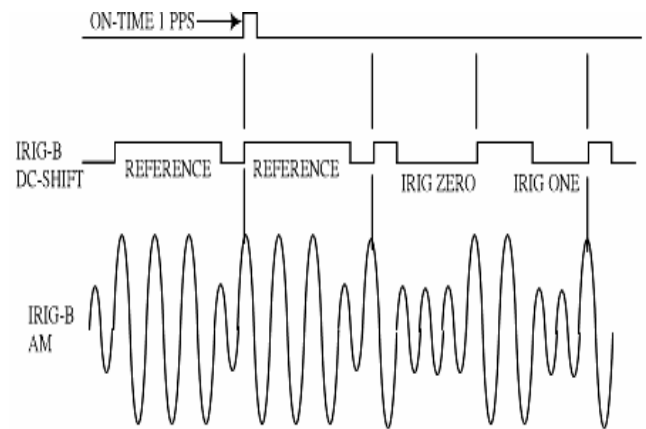 ON-TIME 1 PPS
IRIG-B
DC-SHIFT
REFERENCE
REFERENCE
IRIG ZERO
IRIG ONE
IRIG-B
AM